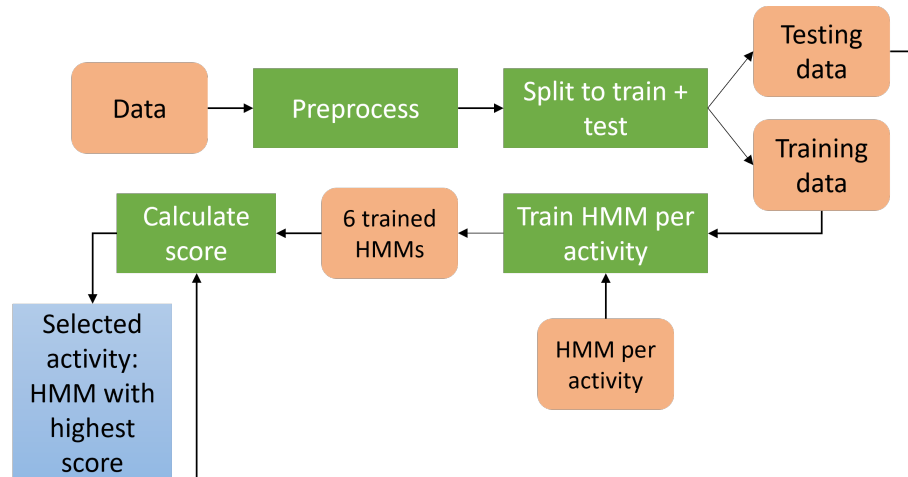 Data
Preprocess
Split to train +
test
Testing
data
Training
data
Train HMM per
activity
HMM per
activity
6 trained
HMMs
Calculate
score
Selected
activity:
HMM with
highest
score